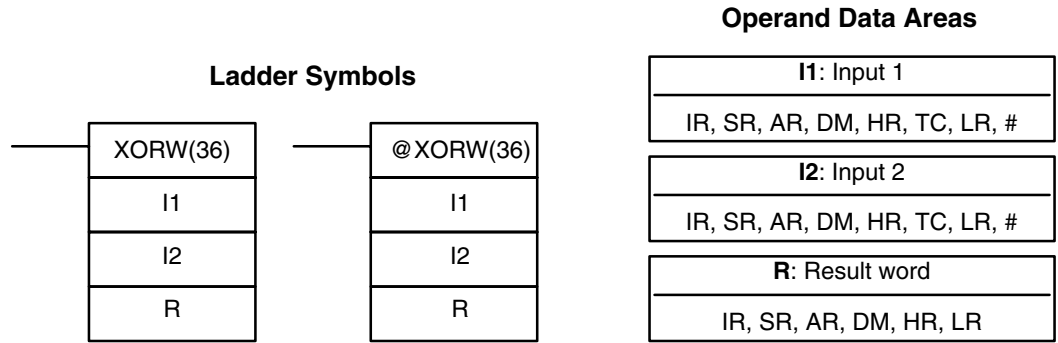 Ladder Symbols
XORW(36)
I1
I2
R
@XORW(36)
I1
I2
R
Operand Data Areas
I1: Input 1
IR, SR, AR, DM, HR, TC, LR, #
I2: Input 2
IR, SR, AR, DM, HR, TC, LR, #
R: Result word
IR, SR, AR, DM, HR, LR